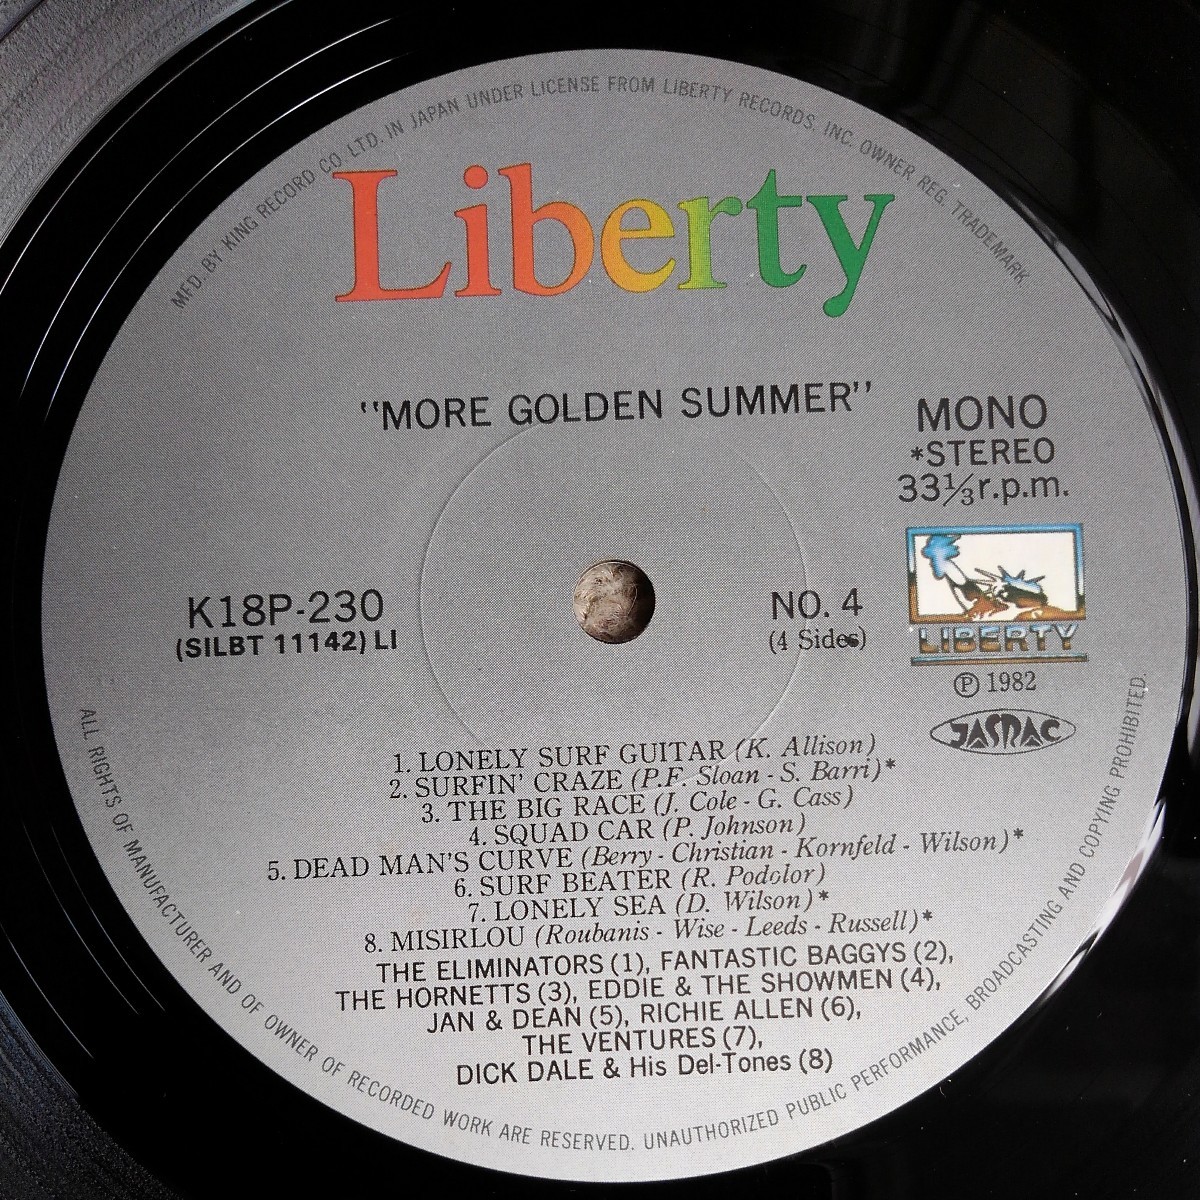 MFD. BY KING RECORD CO. LTD. IN JAPAN UNDER LICENSE FROM LIBERTY RECORDS, INC. OWNER REG. TRADEMARK
Liberty
"MORE GOLDEN SUMMER"
MONO
*STEREO
33⅓r.p.m.
K18P-230
(SILBT 11142) LI
NO. 4
(4 Sides)
LIBERTY
Ⓟ 1982
JASRAC
1. LONELY SURF GUITAR (K. Allison)
2. SURFIN' CRAZE (P.F. Sloan - S. Barri)*
3. THE BIG RACE (J. Cole - G. Cass)
4. SQUAD CAR (P. Johnson)
5. DEAD MAN'S CURVE (Berry - Christian - Kornfeld - Wilson)*
6. SURF BEATER (R. Podolor)
7. LONELY SEA (D. Wilson)*
8. MISIRLOU (Roubanis - Wise - Leeds - Russell)*
THE ELIMINATORS (1), FANTASTIC BAGGYS (2),
THE HORNETTS (3), EDDIE & THE SHOWMEN (4),
JAN & DEAN (5), RICHIE ALLEN (6),
THE VENTURES (7),
DICK DALE & His Del-Tones (8)
ALL RIGHTS OF MANUFACTURER AND OF OWNER OF RECORDED WORK ARE RESERVED. UNAUTHORIZED PUBLIC PERFORMANCE, BROADCASTING AND COPYING PROHIBITED.